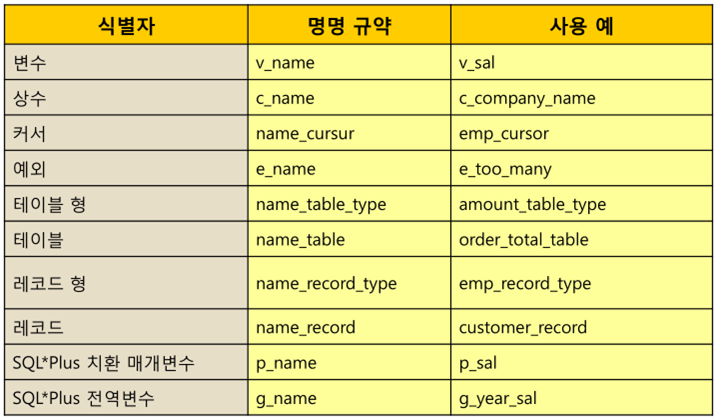 식별자 명명 규약 사용 예
변수 v_name v_sal
상수 c_name c_company_name
커서 name_cursur emp_cursor
예외 e_name e_too_many
테이블 형 name_table_type amount_table_type
테이블 name_table order_total_table
레코드 형 name_record_type emp_record_type
레코드 name_record customer_record
SQL*Plus 치환 매개변수 p_name p_sal
SQL*Plus 전역변수 g_name g_year_sal